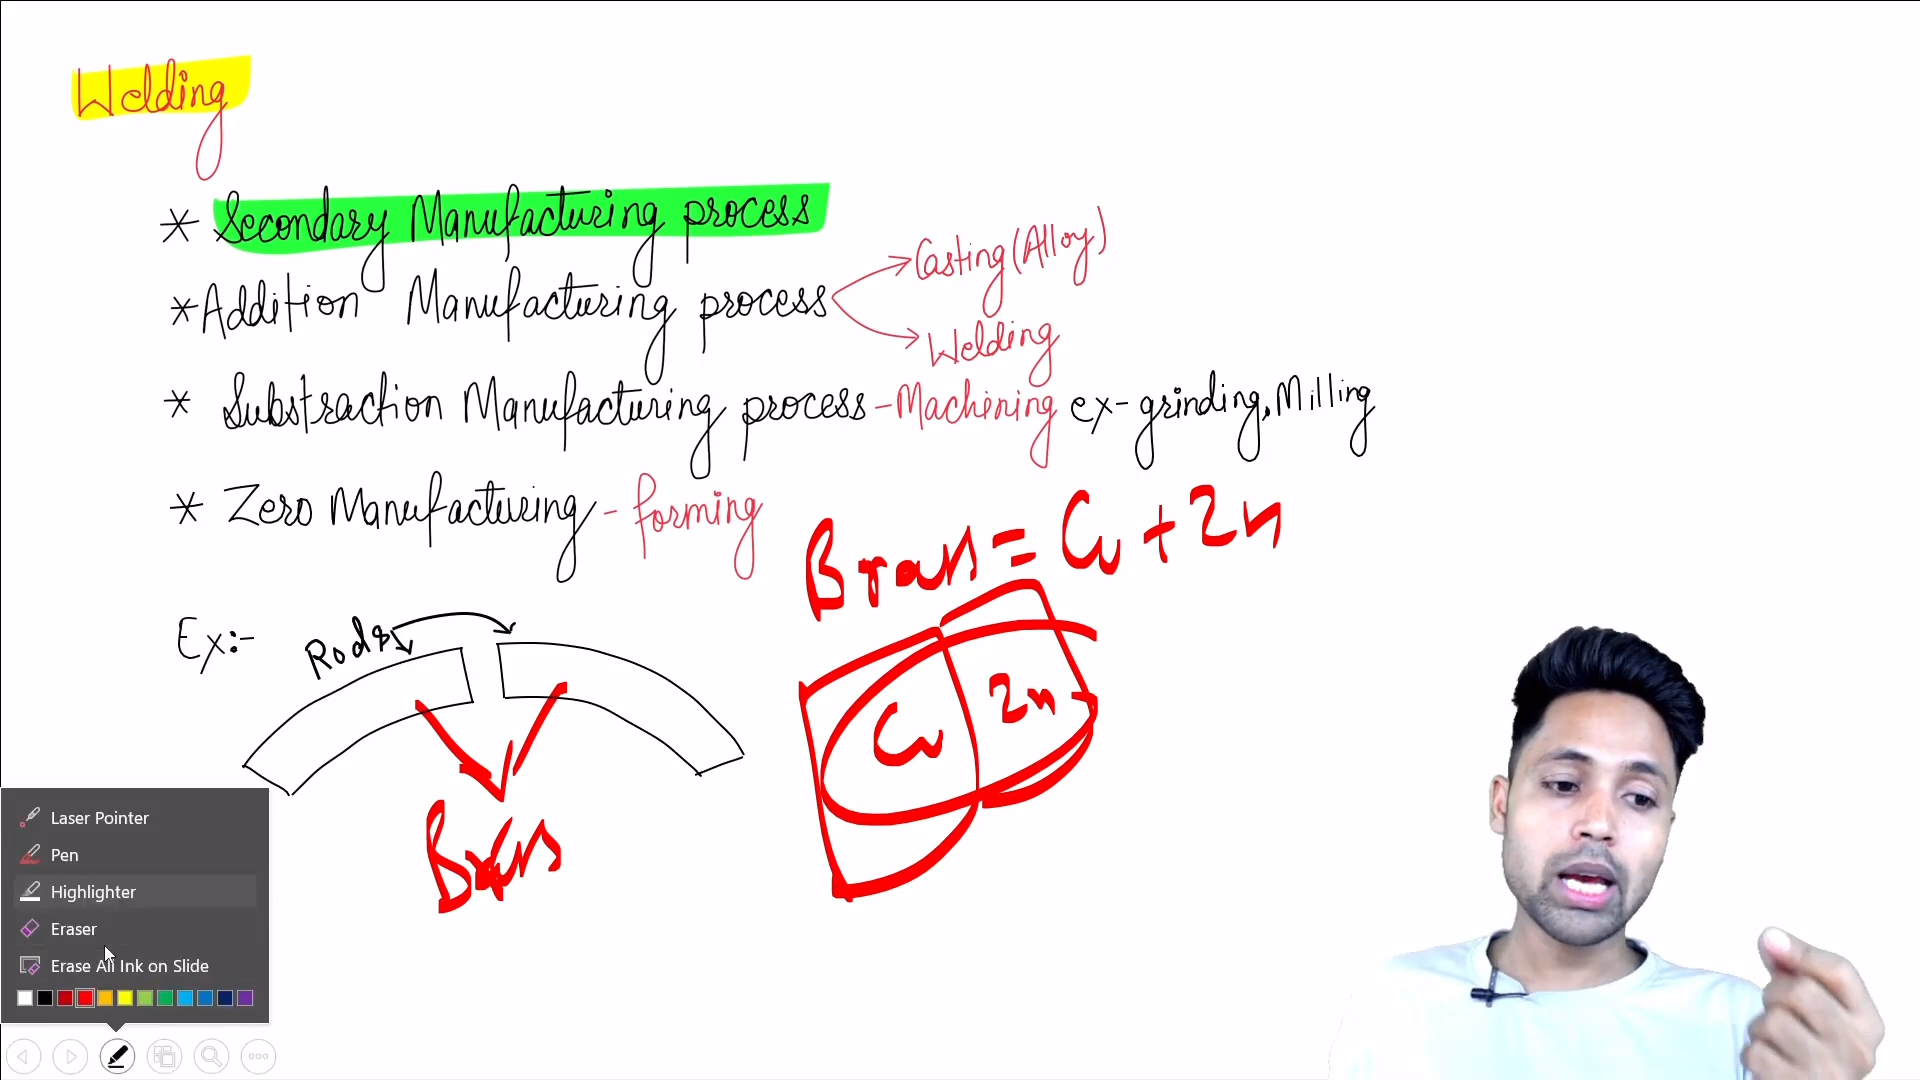 Welding
* Secondary Manufacturing process
Casting (Alloy)
* Addition Manufacturing process
Welding
* Substraction Manufacturing process - Machining ex- grinding, Milling
* Zero Manufacturing - forming
Brass = Cu + Zn
Ex:- Rods
Cu Zn
Brass
Laser Pointer
Pen
Highlighter
Eraser
Erase All Ink on Slide